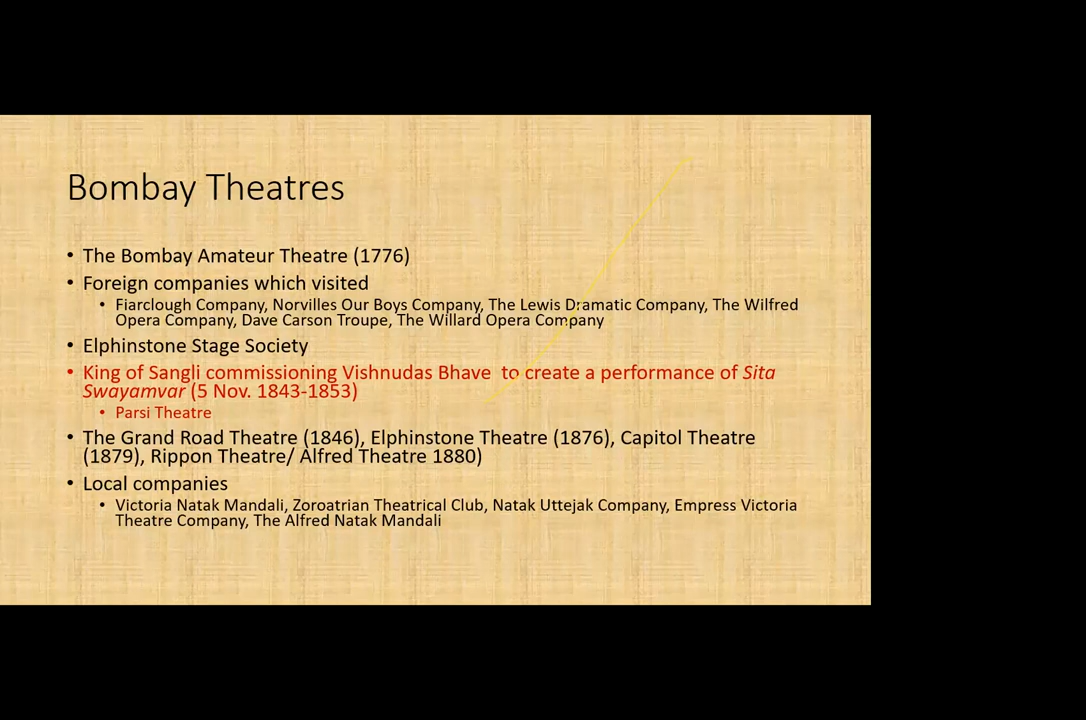 Bombay Theatres
• The Bombay Amateur Theatre (1776)
• Foreign companies which visited
• Fiarclough Company, Norvilles Our Boys Company, The Lewis Dramatic Company, The Wilfred
Opera Company, Dave Carson Troupe, The Willard Opera Company
• Elphinstone Stage Society
• King of Sangli commissioning Vishnudas Bhave  to create a performance of Sita
Swayamvar (5 Nov. 1843-1853)
• Parsi Theatre
• The Grand Road Theatre (1846), Elphinstone Theatre (1876), Capitol Theatre
(1879), Rippon Theatre/ Alfred Theatre 1880)
• Local companies
• Victoria Natak Mandali, Zoroatrian Theatrical Club, Natak Uttejak Company, Empress Victoria
Theatre Company, The Alfred Natak Mandali